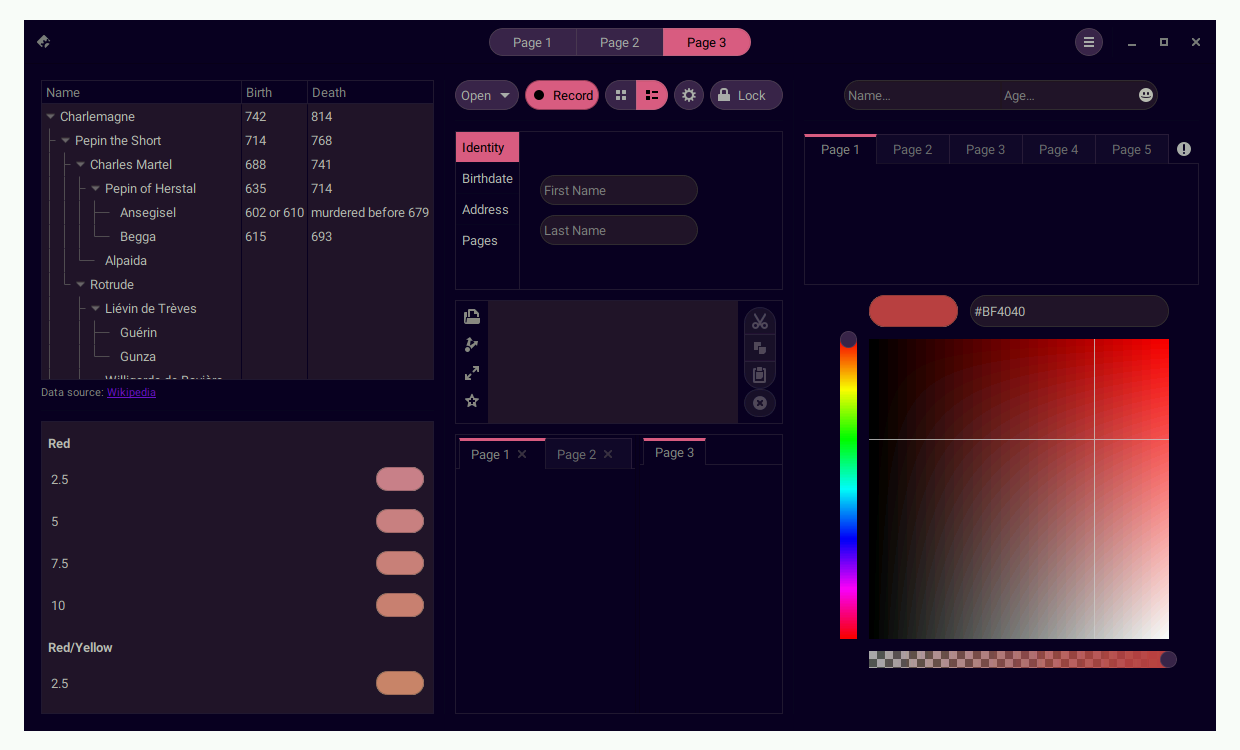 Page 1 Page 2 Page 3
Name Birth Death
Charlemagne 742 814
Pepin the Short 714 768
Charles Martel 688 741
Pepin of Herstal 635 714
Ansegisel 602 or 610 murdered before 679
Begga 615 693
Alpaida
Rotrude
Liévin de Trèves
Guérin
Gunza
Willigarde de Bavière
Data source: Wikipedia
Red
2.5
5
7.5
10
Red/Yellow
2.5
Open Record Lock
Identity
Birthdate
Address
Pages
First Name
Last Name
Page 1 Page 2 Page 3
Name... Age...
Page 1 Page 2 Page 3 Page 4 Page 5
#BF4040